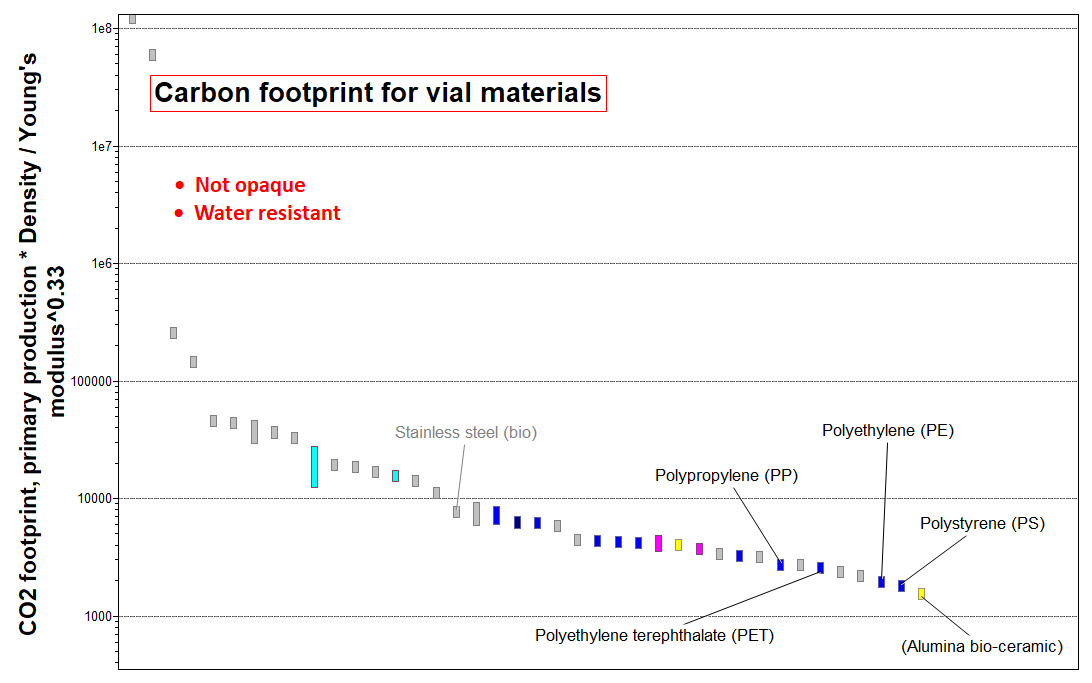 CO2 footprint, primary production * Density / Young's
modulus^0.33
1e8
1e7
1e6
100000
10000
1000
Carbon footprint for vial materials
• Not opaque
• Water resistant
Stainless steel (bio)
Polyethylene (PE)
Polypropylene (PP)
Polystyrene (PS)
Polyethylene terephthalate (PET)
(Alumina bio-ceramic)